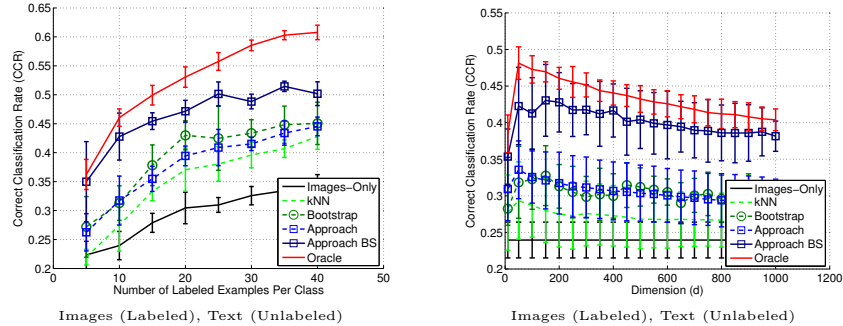 0.65
0.6
0.55
0.5
0.45
0.4
0.35
0.3
0.25
0.2
Correct Classification Rate (CCR)
0 10 20 30 40 50
Number of Labeled Examples Per Class
Images-Only
kNN
Bootstrap
Approach
Approach BS
Oracle
Images (Labeled), Text (Unlabeled)
0.55
0.5
0.45
0.4
0.35
0.3
0.25
0.2
Correct Classification Rate (CCR)
0 200 400 600 800 1000 1200
Dimension (d)
Images-Only
kNN
Bootstrap
Approach
Approach BS
Oracle
Images (Labeled), Text (Unlabeled)